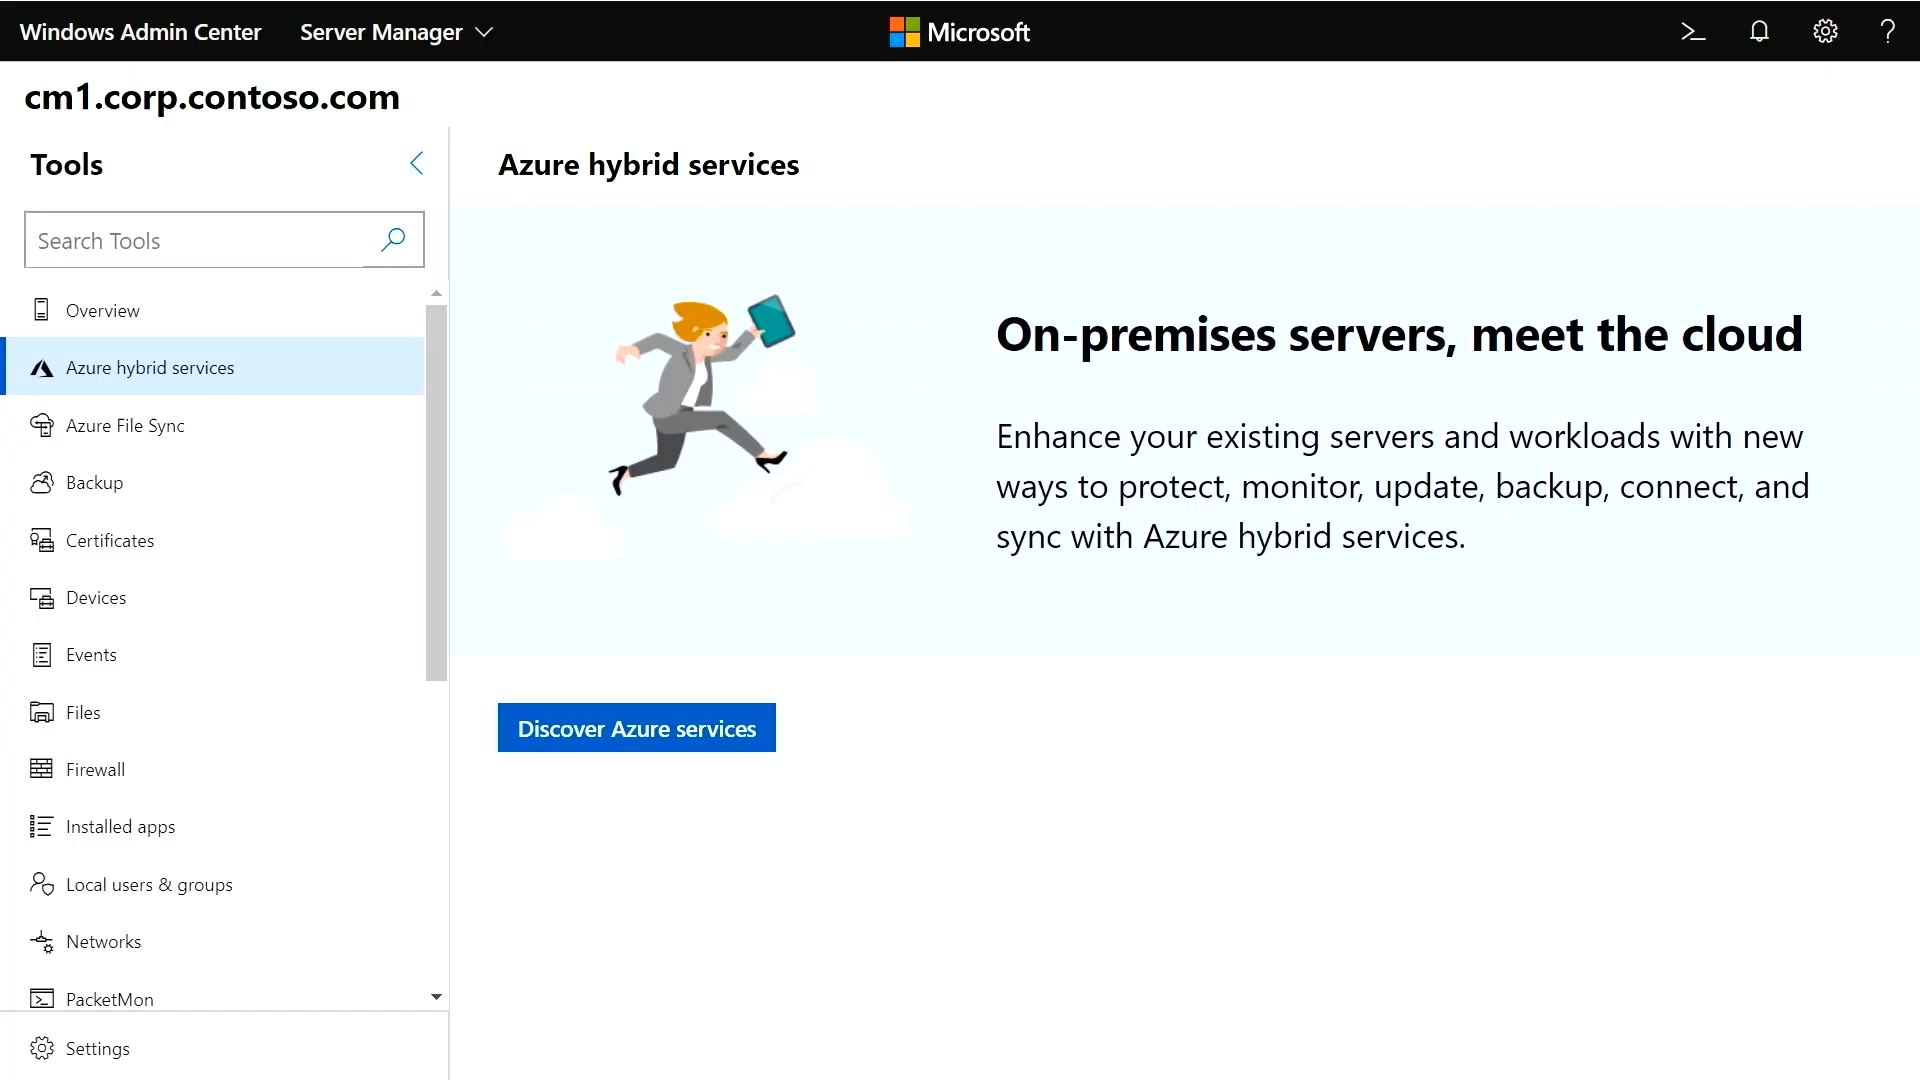 Windows Admin Center
Server Manager
Microsoft
cm1.corp.contoso.com
Tools
Search Tools
Overview
Azure hybrid services
Azure File Sync
Backup
Certificates
Devices
Events
Files
Firewall
Installed apps
Local users & groups
Networks
PacketMon
Settings
Azure hybrid services
On-premises servers, meet the cloud
Enhance your existing servers and workloads with new
ways to protect, monitor, update, backup, connect, and
sync with Azure hybrid services.
Discover Azure services